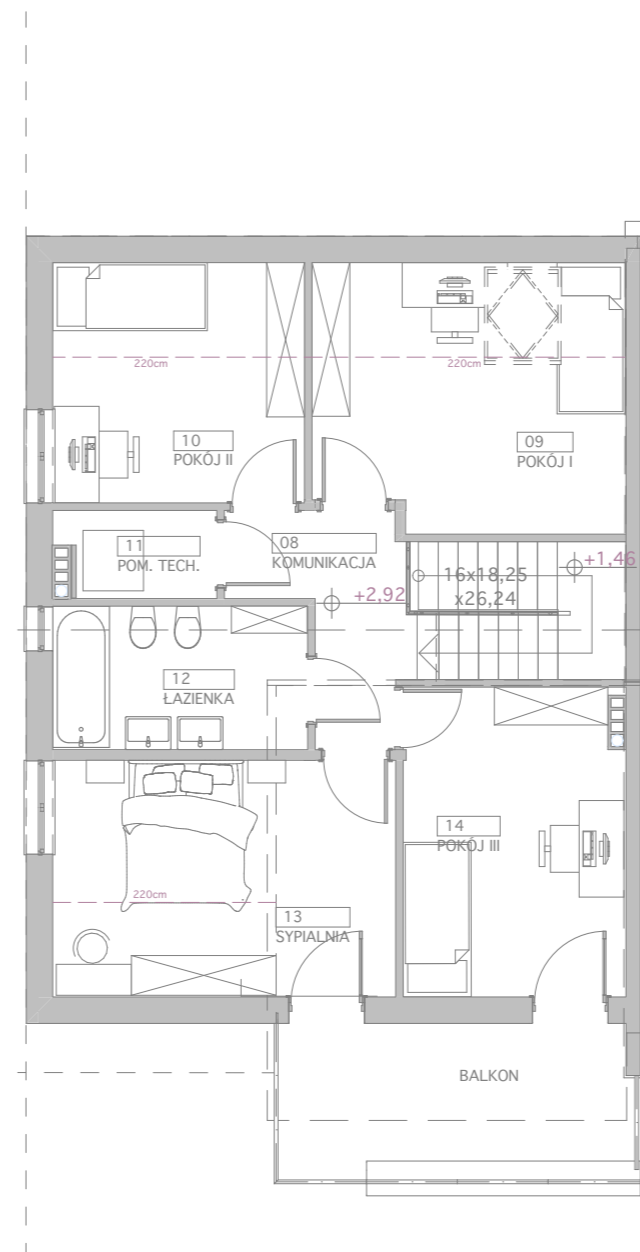 220cm
220cm
10
POKÓJ II
09
POKÓJ I
11
POM. TECH.
08
KOMUNIKACJA
16x18,25
x26,24
+1,46
+2,92
12
ŁAZIENKA
14
POKÓJ III
220cm
13
SYPIALNIA
BALKON